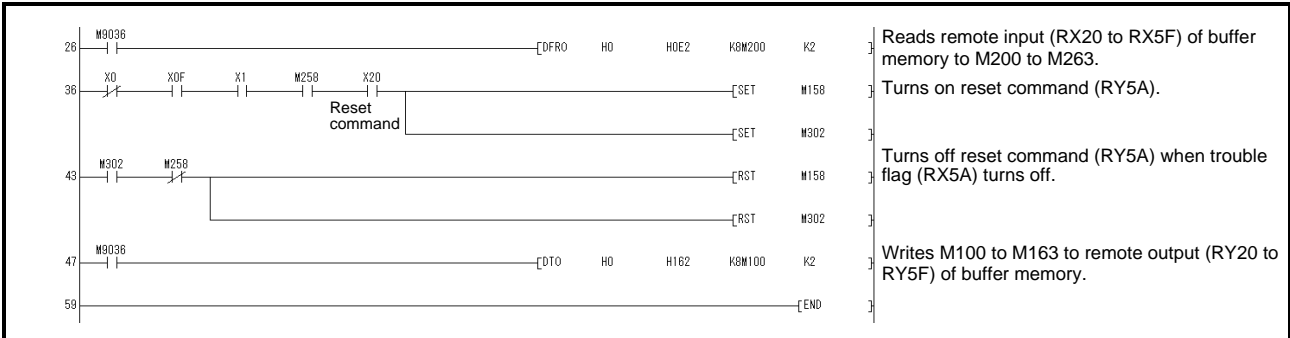 M9036
26 [DFRO H0 H0E2 K8M200 K2 ] Reads remote input (RX20 to RX5F) of buffer
memory to M200 to M263.
X0 X0F X1 M258 X20
36 [SET M158 ] Turns on reset command (RY5A).
Reset
command
[SET M302 ]
M302 M258
Turns off reset command (RY5A) when trouble
43 [RST M158 ] flag (RX5A) turns off.
[RST M302 ]
M9036
47 [DTO H0 H162 K8M100 K2 ] Writes M100 to M163 to remote output (RY20 to
RY5F) of buffer memory.
59 [END ]